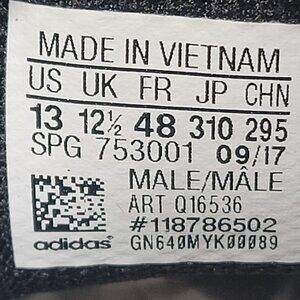 MADE IN VIETNAM
US UK FR JP CHN
13 12½ 48 310 295
SPG 753001 09/17
MALE/MÂLE
ART Q16536
#118786502
adidas GN640MYK00089